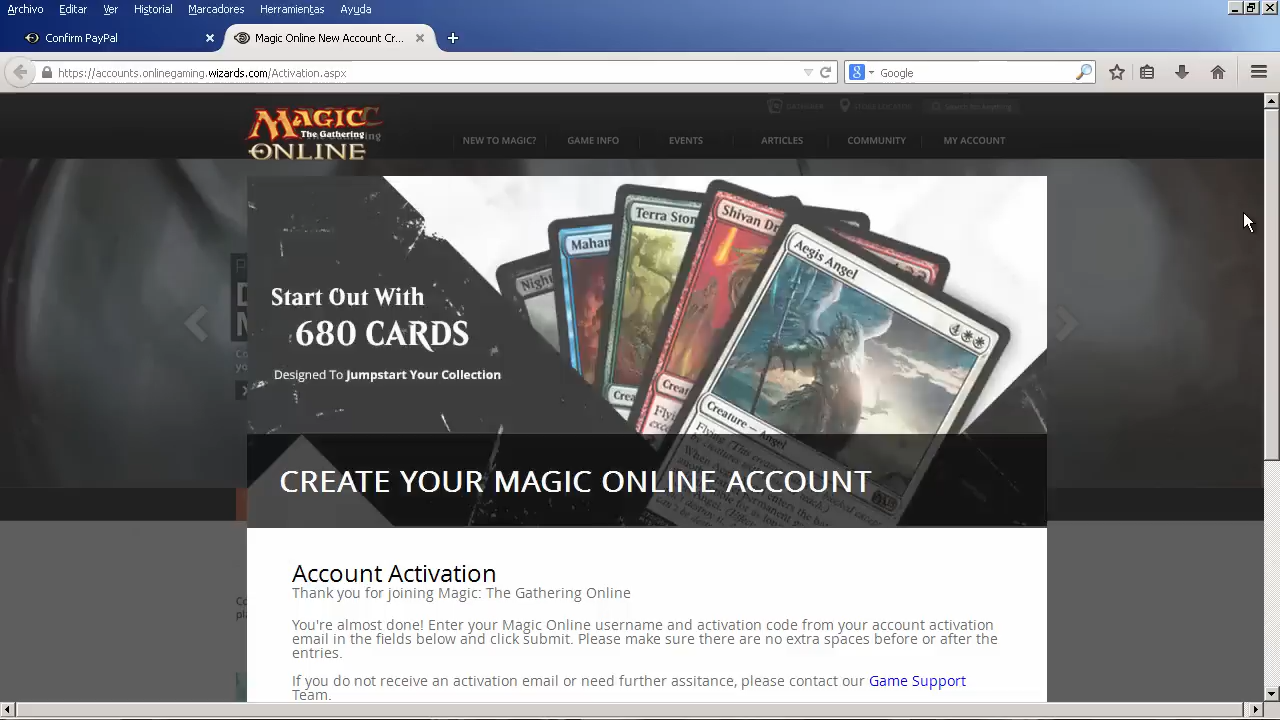 Archivo Editar Ver Historial Marcadores Herramientas Ayuda
Confirm PayPal × Magic Online New Account Cr... ×
https://accounts.onlinegaming.wizards.com/Activation.aspx Google
MAGIC
The Gathering
ONLINE
NEW TO MAGIC? GAME INFO EVENTS ARTICLES COMMUNITY MY ACCOUNT
Night
Maham
Terra Ston
Shivan Dr
Aegis Angel
4
Start Out With
680 CARDS
Designed To Jumpstart Your Collection
Creature — Angel
Flying
CREATE YOUR MAGIC ONLINE ACCOUNT
Account Activation
Thank you for joining Magic: The Gathering Online
You're almost done! Enter your Magic Online username and activation code from your account activation
email in the fields below and click submit. Please make sure there are no extra spaces before or after the
entries.
If you do not receive an activation email or need further assitance, please contact our Game Support
Team.